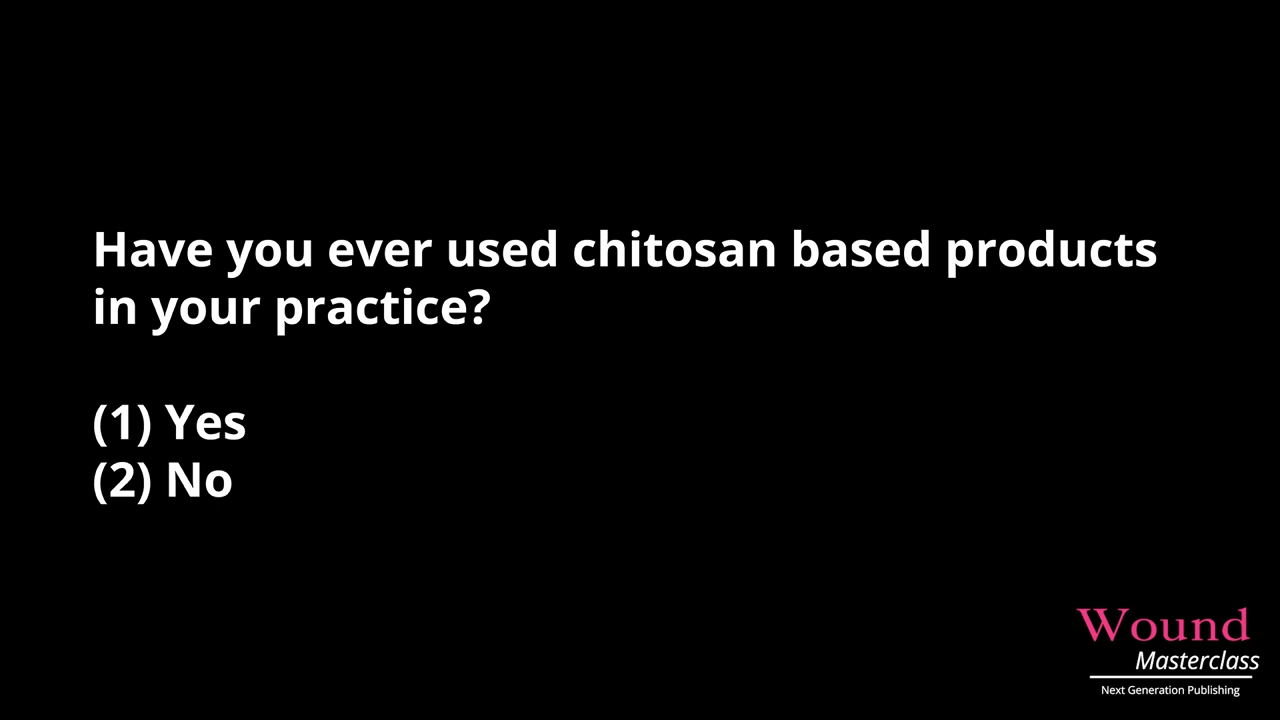 Have you ever used chitosan based products
in your practice?
(1) Yes
(2) No
Wound
Masterclass
Next Generation Publishing